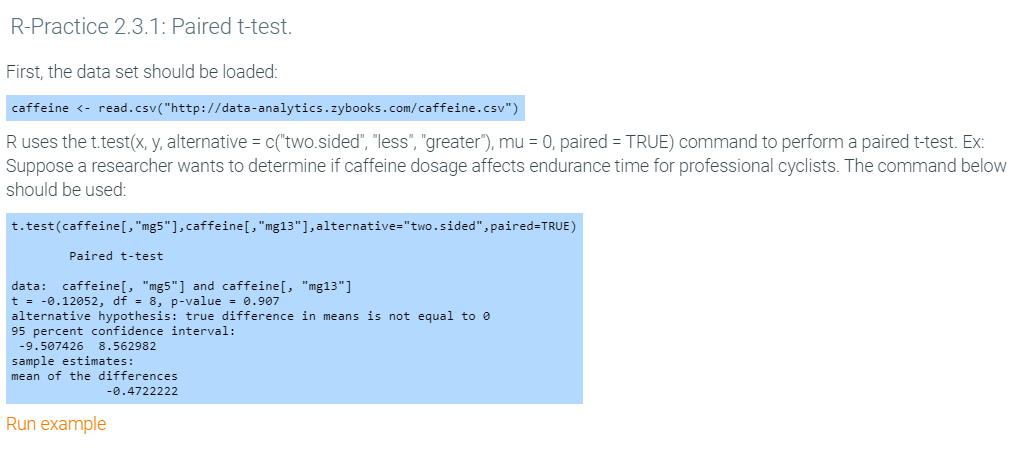 R-Practice 2.3.1: Paired t-test.
First, the data set should be loaded:
caffeine <- read.csv("http://data-analytics.zybooks.com/caffeine.csv")
R uses the t.test(x, y, alternative = c("two.sided", "less", "greater"), mu = 0, paired = TRUE) command to perform a paired t-test. Ex:
Suppose a researcher wants to determine if caffeine dosage affects endurance time for professional cyclists. The command below
should be used:
t.test(caffeine[,"mg5"],caffeine[,"mg13"],alternative="two.sided",paired=TRUE)
Paired t-test
data:  caffeine[, "mg5"] and caffeine[, "mg13"]
t = -0.12052, df = 8, p-value = 0.907
alternative hypothesis: true difference in means is not equal to 0
95 percent confidence interval:
-9.507426  8.562982
sample estimates:
mean of the differences
-0.4722222
Run example